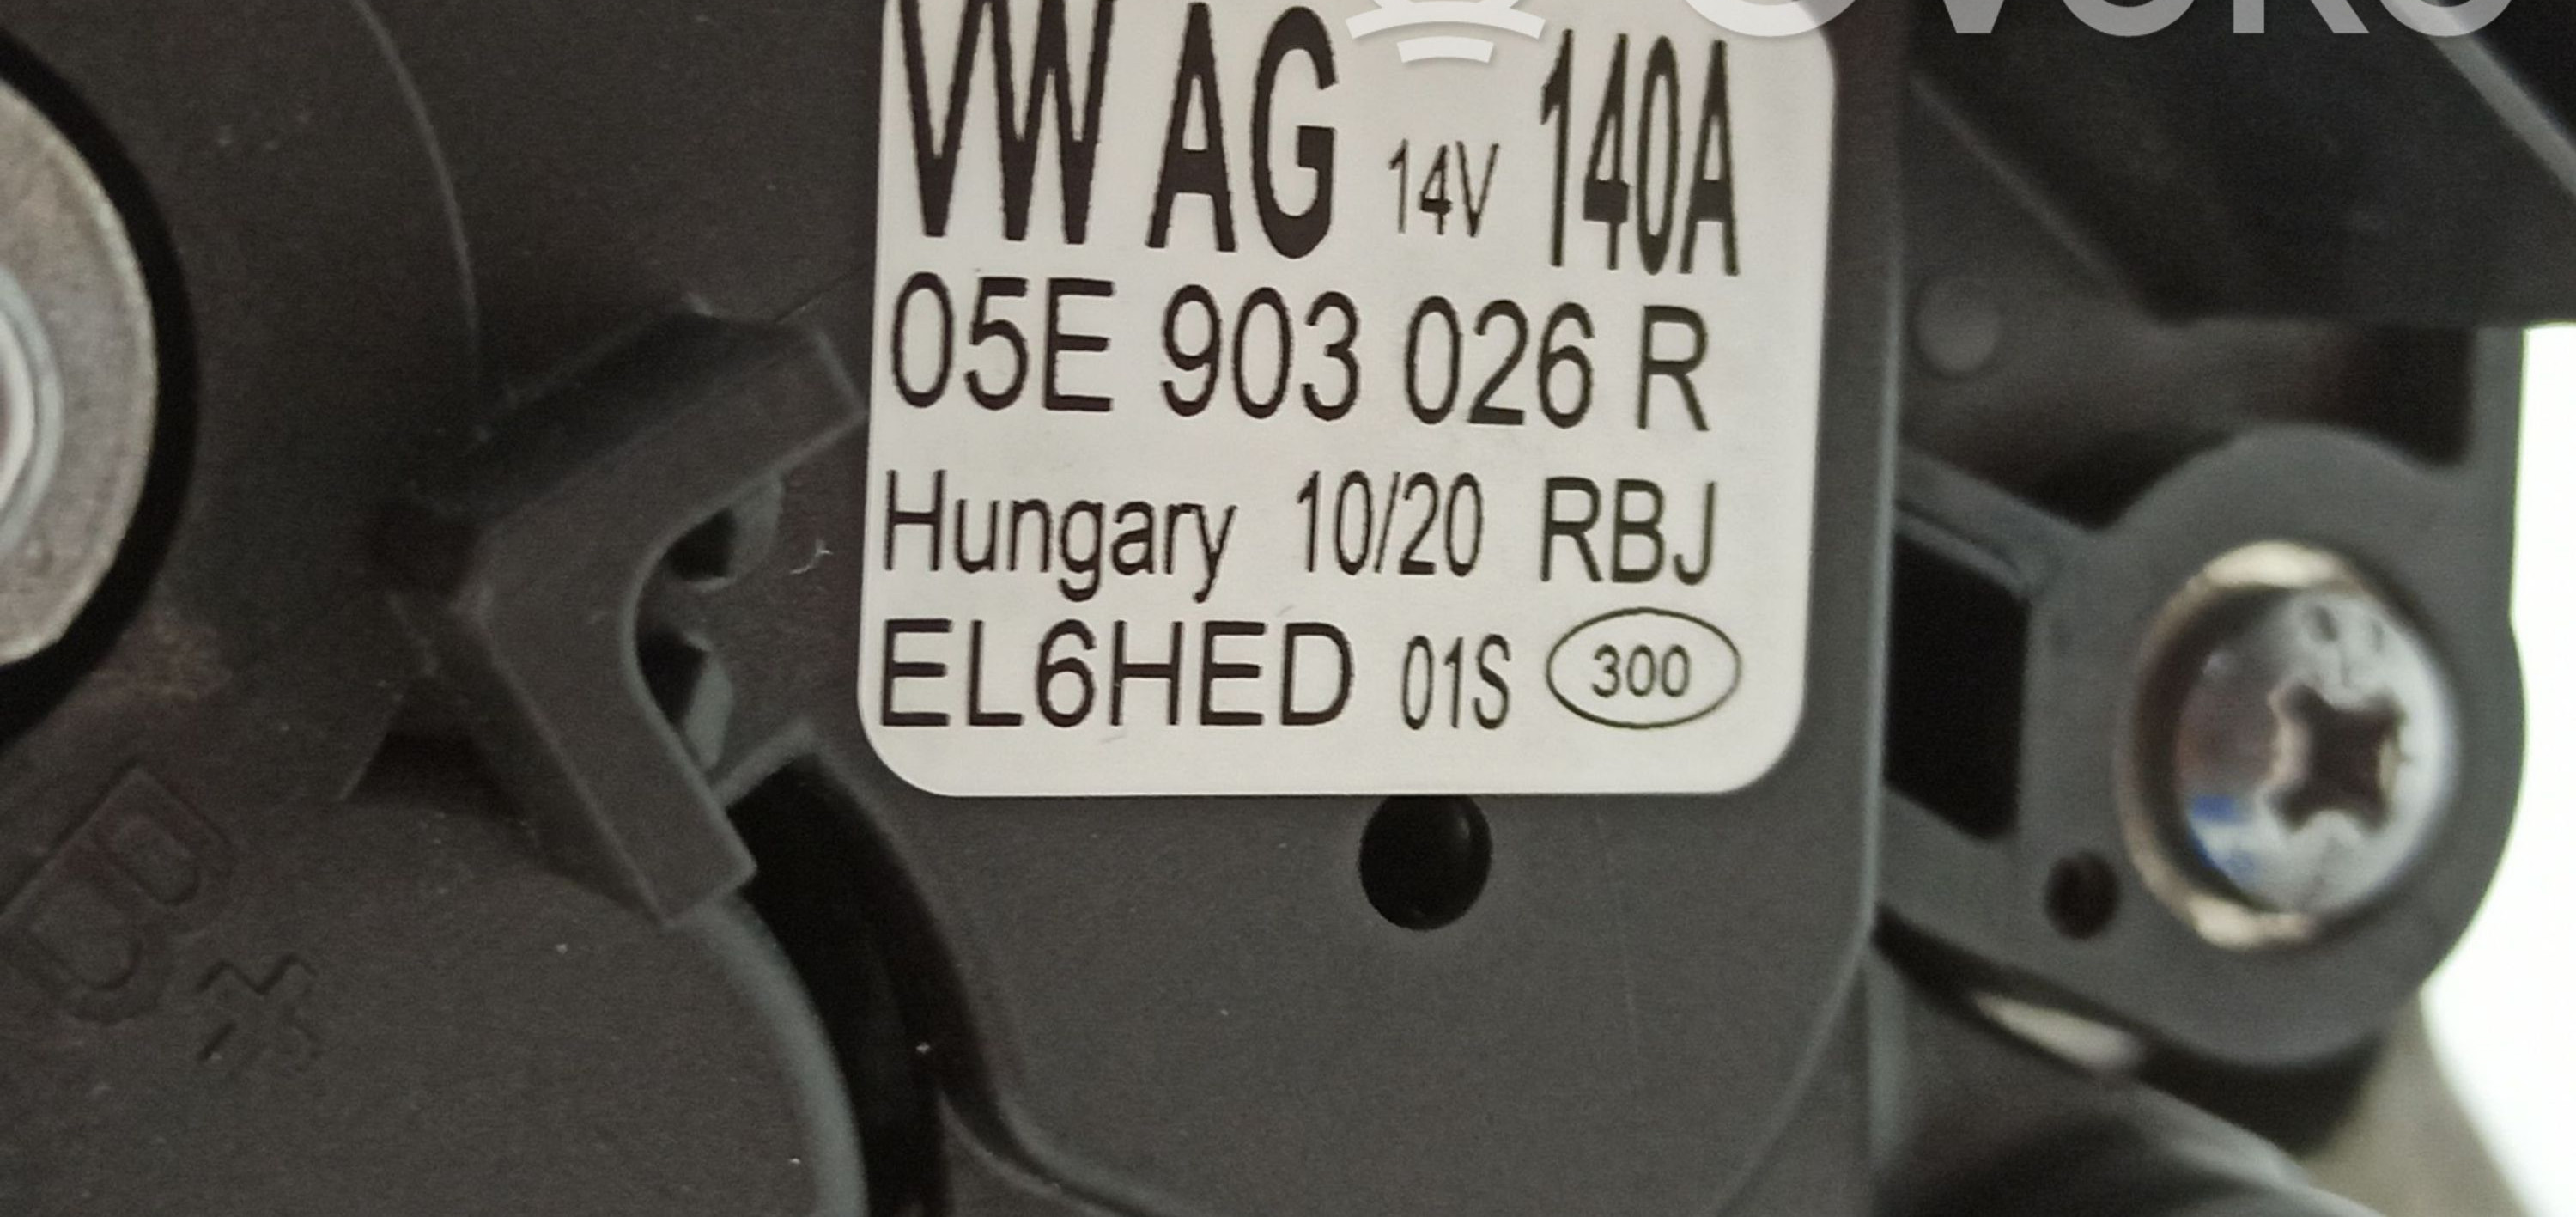 VW AG 14V 140A
05E 903 026 R
Hungary 10/20 RBJ
EL6HED 01S 300
B+